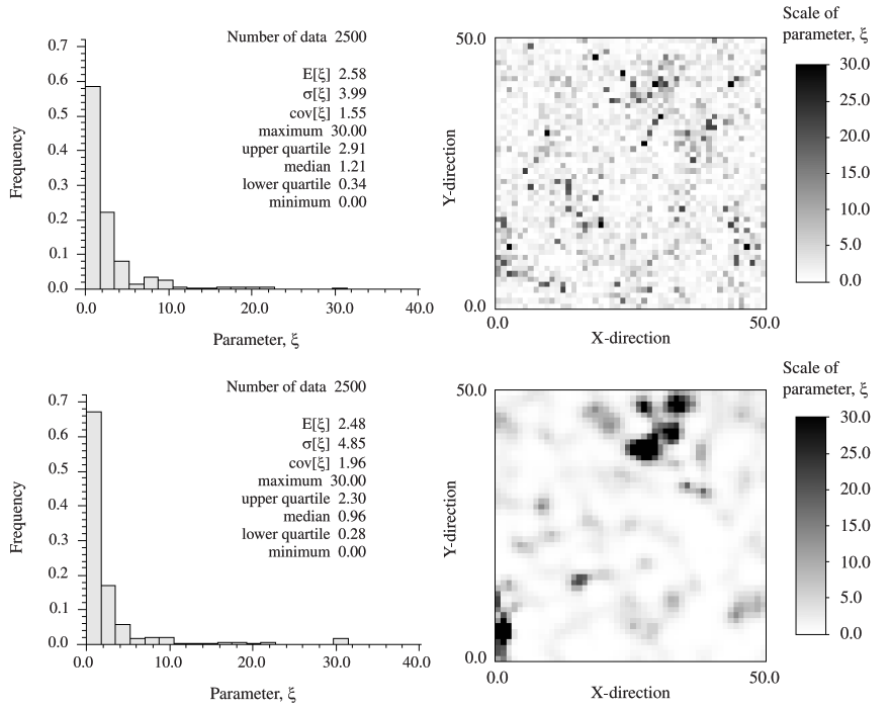 Number of data 2500
E[ξ] 2.58
σ[ξ] 3.99
cov[ξ] 1.55
maximum 30.00
upper quartile 2.91
median 1.21
lower quartile 0.34
minimum 0.00
Frequency
0.7
0.6
0.5
0.4
0.3
0.2
0.1
0.0
0.0 10.0 20.0 30.0 40.0
Parameter, ξ
50.0
Y-direction
0.0
0.0 50.0
X-direction
Scale of
parameter, ξ
30.0
25.0
20.0
15.0
10.0
5.0
0.0
Number of data 2500
E[ξ] 2.48
σ[ξ] 4.85
cov[ξ] 1.96
maximum 30.00
upper quartile 2.30
median 0.96
lower quartile 0.28
minimum 0.00
Frequency
0.7
0.6
0.5
0.4
0.3
0.2
0.1
0.0
0.0 10.0 20.0 30.0 40.0
Parameter, ξ
50.0
Y-direction
0.0
0.0 50.0
X-direction
Scale of
parameter, ξ
30.0
25.0
20.0
15.0
10.0
5.0
0.0